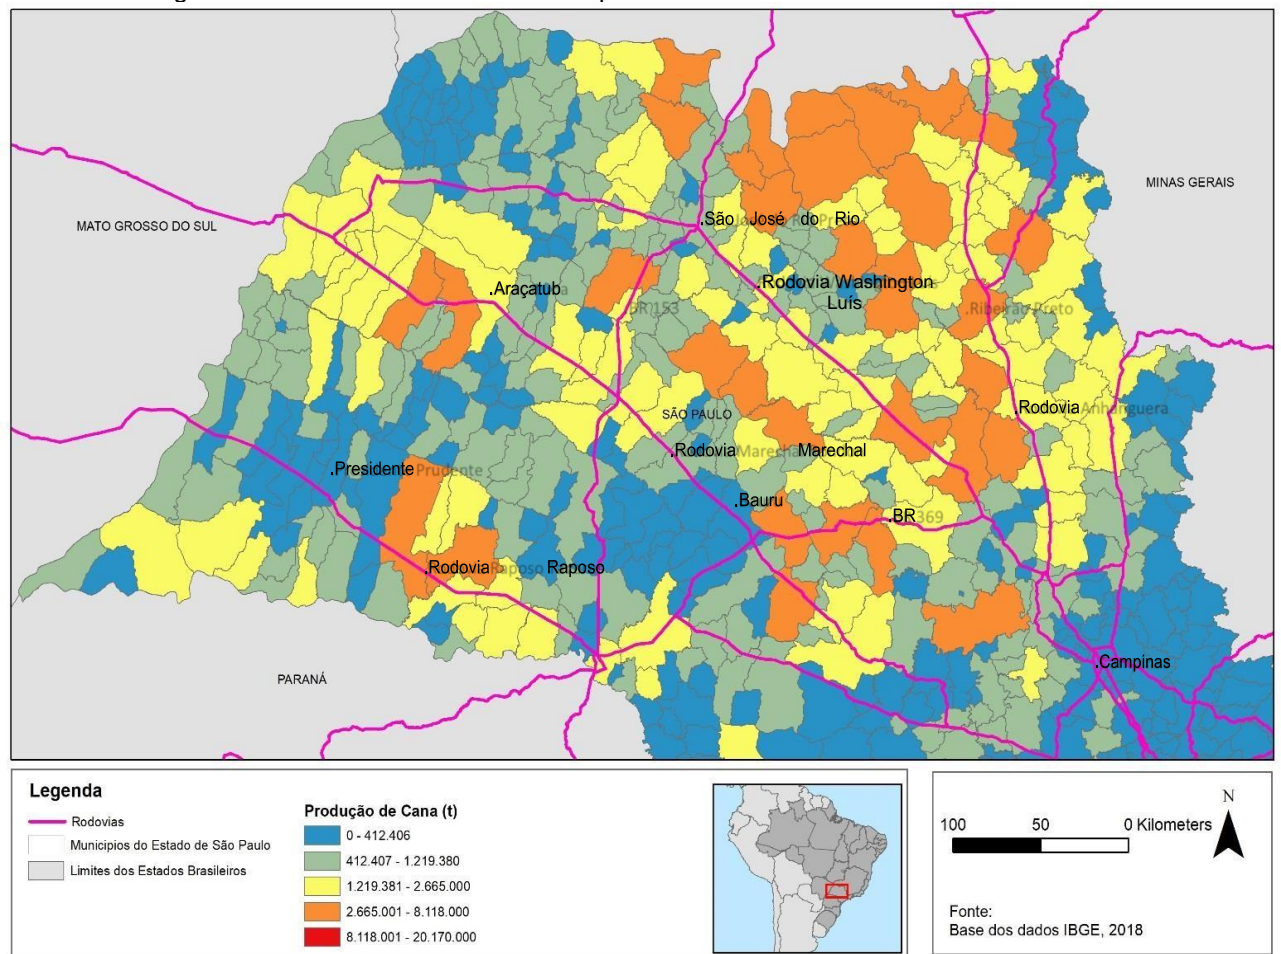 MINAS GERAIS
MATO GROSSO DO SUL
.São José do Rio
.Rodovia Washington
Luís
.Araçatub
BR 153
.Ribeirão Preto
SÃO PAULO
.Rodovia Anhanguera
.Rodovia Marechal Marechal
.Presidente Prudente
.Bauru
.BR 369
.Rodovia Raposo Raposo
.Campinas
PARANÁ
Legenda
Rodovias
Municipios do Estado de São Paulo
Limites dos Estados Brasileiros
Produção de Cana (t)
0 - 412.406
412.407 - 1.219.380
1.219.381 - 2.665.000
2.665.001 - 8.118.000
8.118.001 - 20.170.000
N
100 50 0 Kilometers
Fonte:
Base dos dados IBGE, 2018